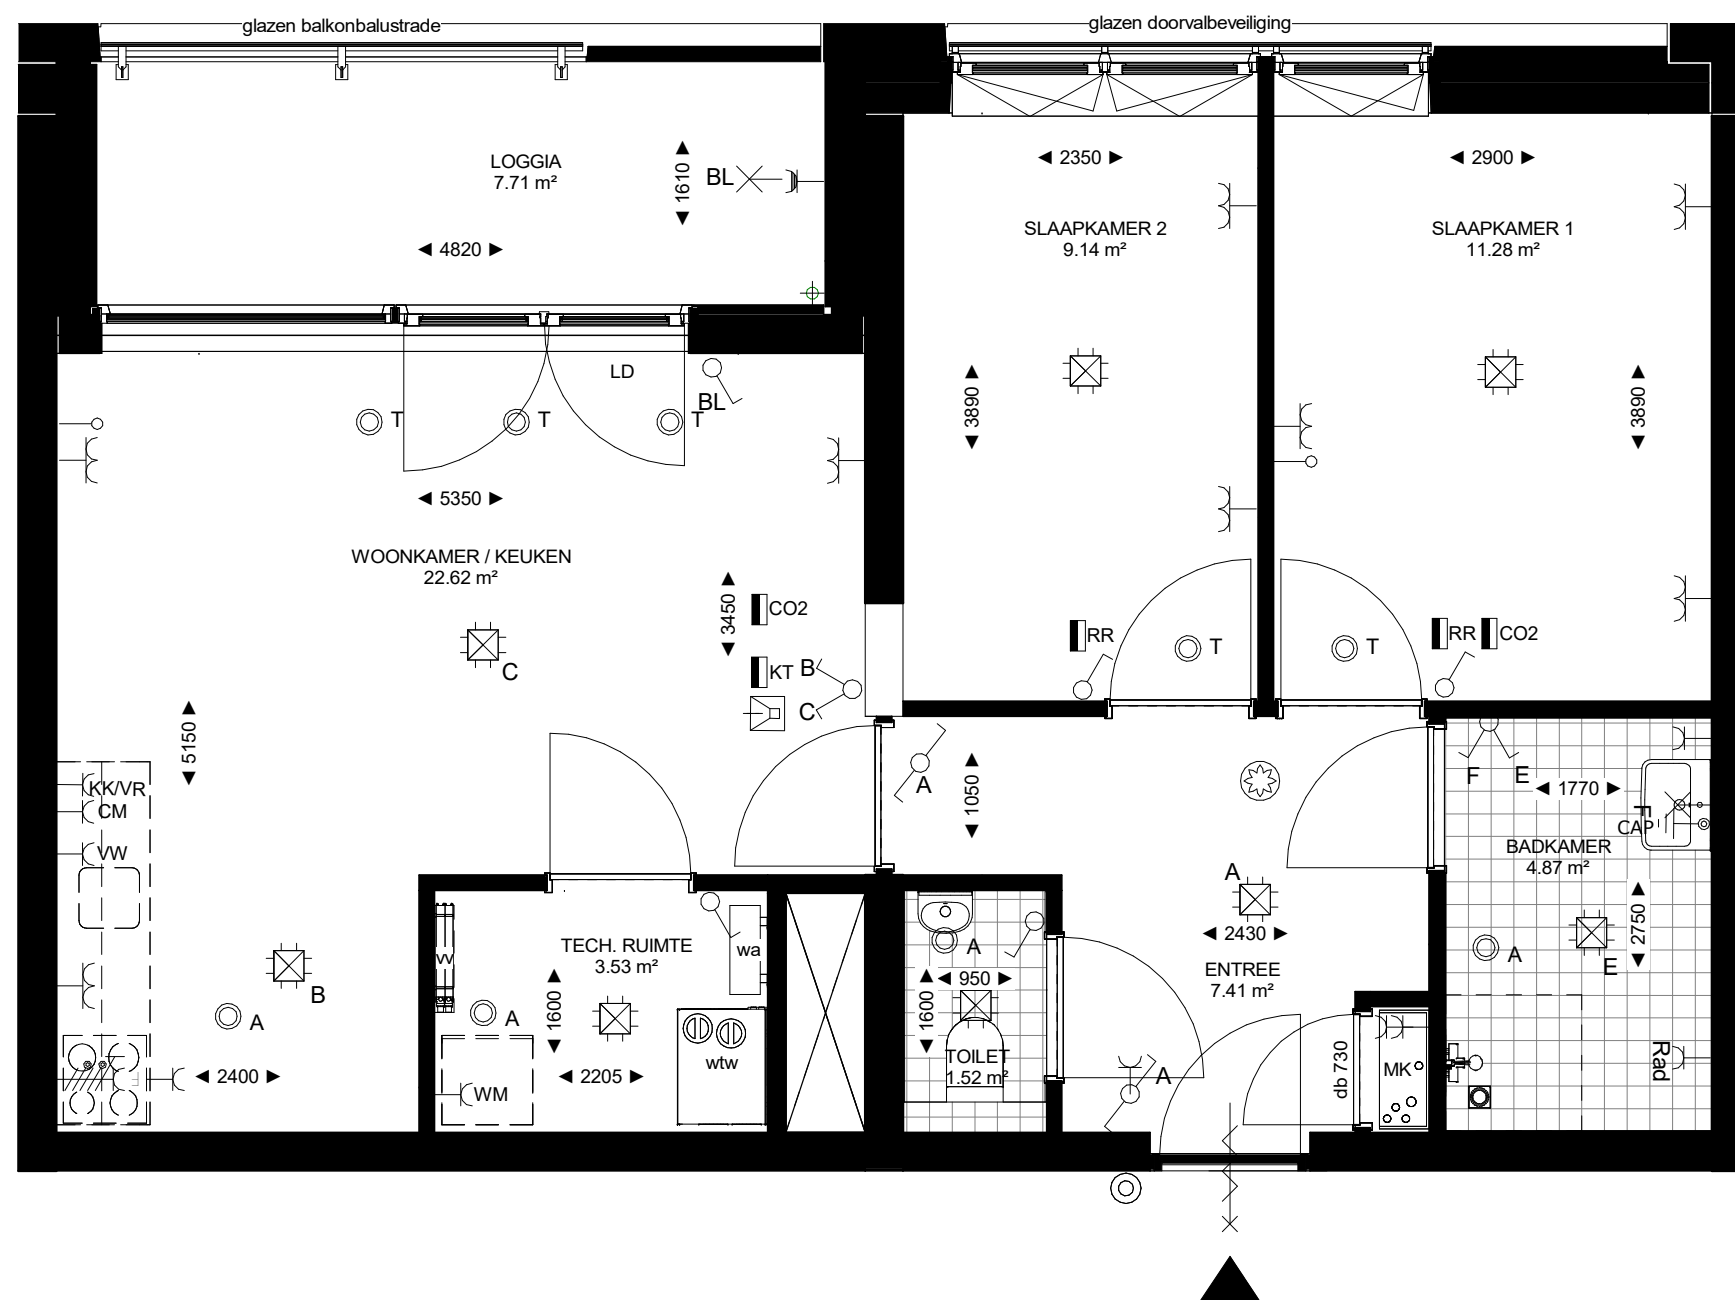 glazen balkonbalustrade
glazen doorvalbeveiliging
LOGGIA
7.71 m²
1610
BL
4820
2350
2900
SLAAPKAMER 2
9.14 m²
SLAAPKAMER 1
11.28 m²
LD
BL
T
T
T
3890
3890
5350
WOONKAMER / KEUKEN
22.62 m²
3450
CO2
KT
B
C
C
RR
T
T
RR
CO2
5150
KK/VR
CM
VW
A
1050
F
E
1770
F
CAP
BADKAMER
4.87 m²
A
2430
ENTREE
7.41 m²
2750
A
E
TECH. RUIMTE
3.53 m²
vv
wa
A
1600
wtw
WM
2205
B
A
2400
A
950
1600
TOILET
1.52 m²
A
db 730
MK
Rad